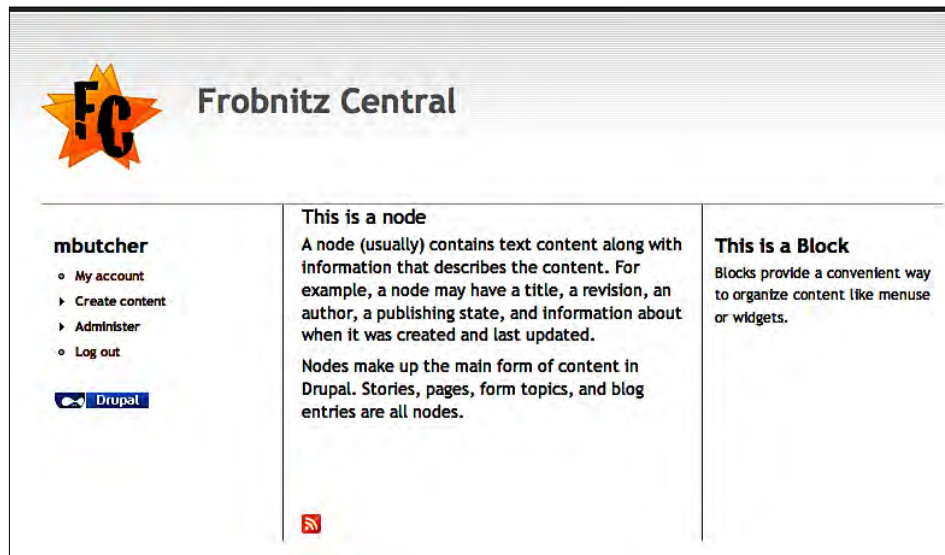 FC
Frobnitz Central
mbutcher
My account
Create content
Administer
Log out
Drupal
This is a node
A node (usually) contains text content along with
information that describes the content. For
example, a node may have a title, a revision, an
author, a publishing state, and information about
when it was created and last updated.
Nodes make up the main form of content in
Drupal. Stories, pages, form topics, and blog
entries are all nodes.
This is a Block
Blocks provide a convenient way
to organize content like menuse
or widgets.